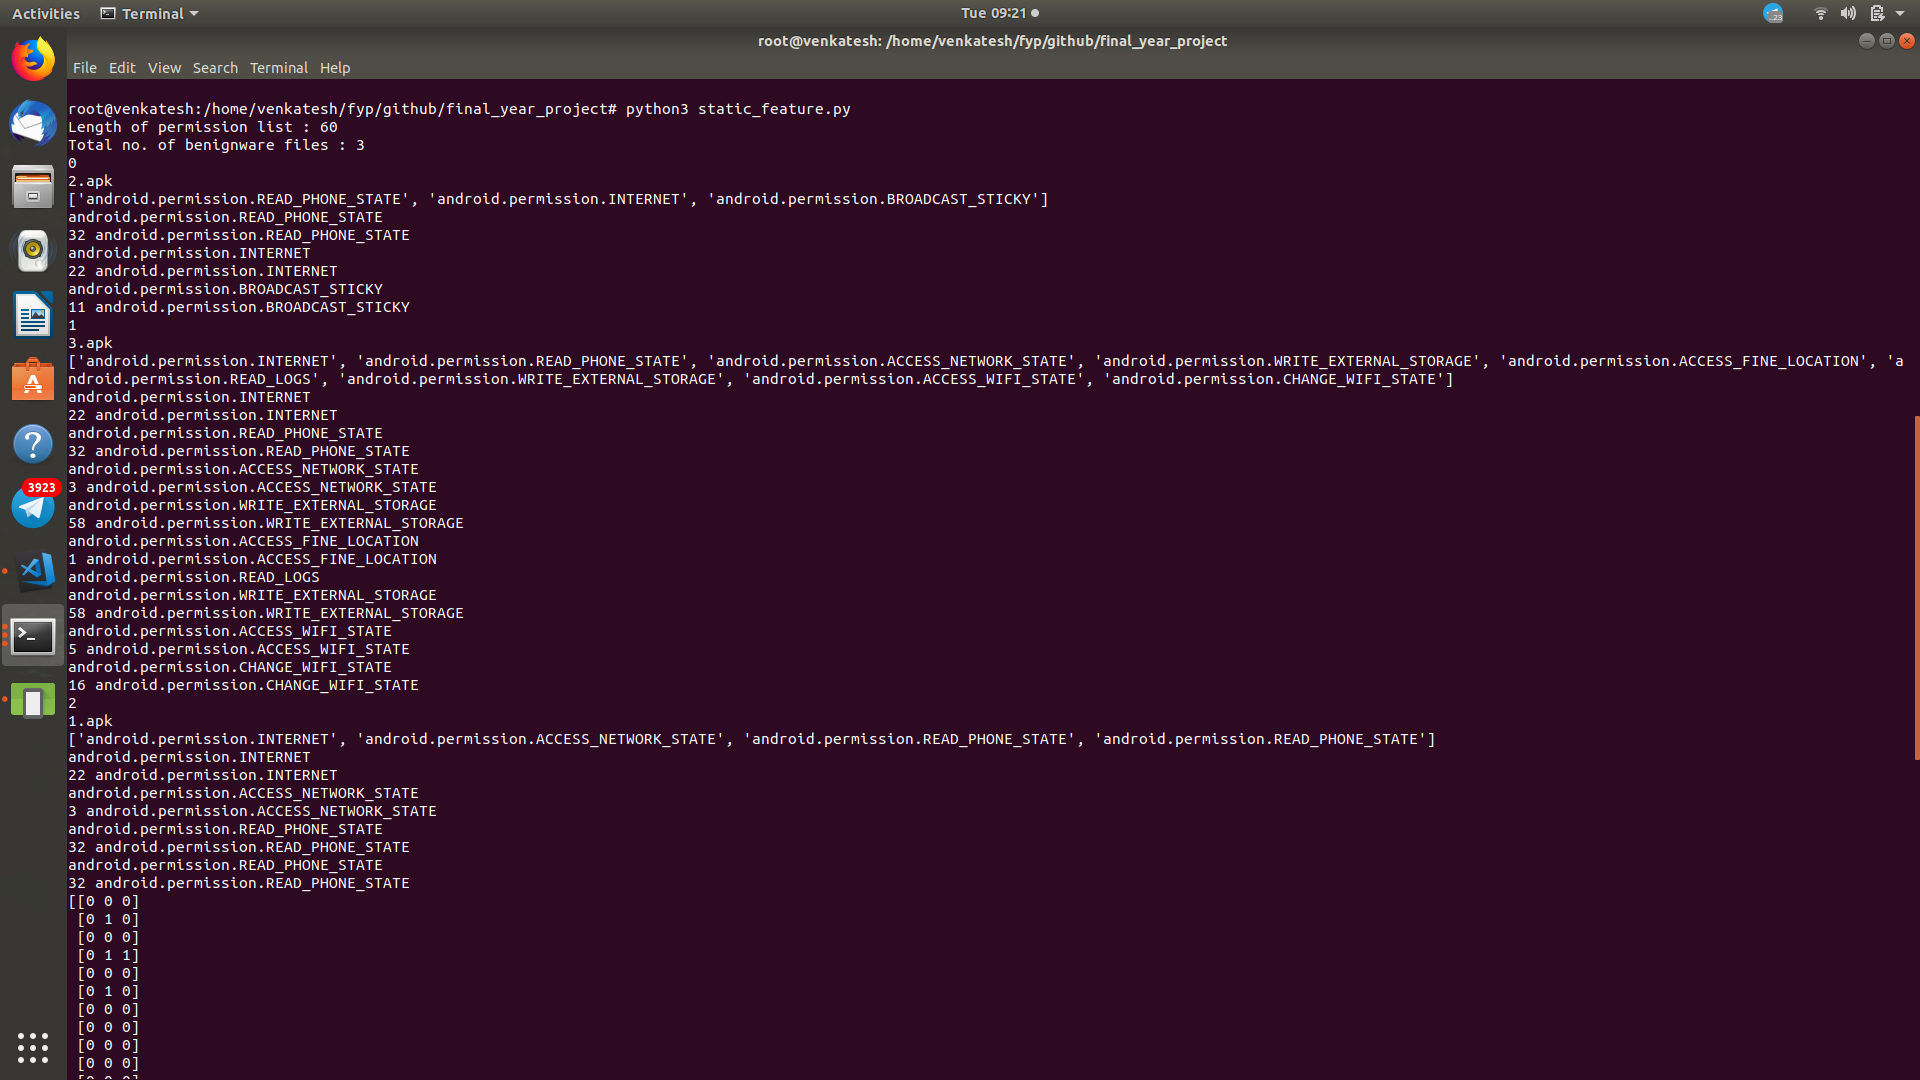 Activities
Terminal
Tue 09:21
23
root@venkatesh: /home/venkatesh/fyp/github/final_year_project
File Edit View Search Terminal Help
root@venkatesh:/home/venkatesh/fyp/github/final_year_project# python3 static_feature.py
Length of permission list : 60
Total no. of benignware files : 3
0
2.apk
['android.permission.READ_PHONE_STATE', 'android.permission.INTERNET', 'android.permission.BROADCAST_STICKY']
android.permission.READ_PHONE_STATE
32 android.permission.READ_PHONE_STATE
android.permission.INTERNET
22 android.permission.INTERNET
android.permission.BROADCAST_STICKY
11 android.permission.BROADCAST_STICKY
1
3.apk
['android.permission.INTERNET', 'android.permission.READ_PHONE_STATE', 'android.permission.ACCESS_NETWORK_STATE', 'android.permission.WRITE_EXTERNAL_STORAGE', 'android.permission.ACCESS_FINE_LOCATION', 'a
ndroid.permission.READ_LOGS', 'android.permission.WRITE_EXTERNAL_STORAGE', 'android.permission.ACCESS_WIFI_STATE', 'android.permission.CHANGE_WIFI_STATE']
android.permission.INTERNET
22 android.permission.INTERNET
android.permission.READ_PHONE_STATE
32 android.permission.READ_PHONE_STATE
android.permission.ACCESS_NETWORK_STATE
3 android.permission.ACCESS_NETWORK_STATE
android.permission.WRITE_EXTERNAL_STORAGE
58 android.permission.WRITE_EXTERNAL_STORAGE
android.permission.ACCESS_FINE_LOCATION
1 android.permission.ACCESS_FINE_LOCATION
android.permission.READ_LOGS
android.permission.WRITE_EXTERNAL_STORAGE
58 android.permission.WRITE_EXTERNAL_STORAGE
android.permission.ACCESS_WIFI_STATE
5 android.permission.ACCESS_WIFI_STATE
android.permission.CHANGE_WIFI_STATE
16 android.permission.CHANGE_WIFI_STATE
2
1.apk
['android.permission.INTERNET', 'android.permission.ACCESS_NETWORK_STATE', 'android.permission.READ_PHONE_STATE', 'android.permission.READ_PHONE_STATE']
android.permission.INTERNET
22 android.permission.INTERNET
android.permission.ACCESS_NETWORK_STATE
3 android.permission.ACCESS_NETWORK_STATE
android.permission.READ_PHONE_STATE
32 android.permission.READ_PHONE_STATE
android.permission.READ_PHONE_STATE
32 android.permission.READ_PHONE_STATE
[[0 0 0]
[0 1 0]
[0 0 0]
[0 1 1]
[0 0 0]
[0 1 0]
[0 0 0]
[0 0 0]
[0 0 0]
[0 0 0]
3923